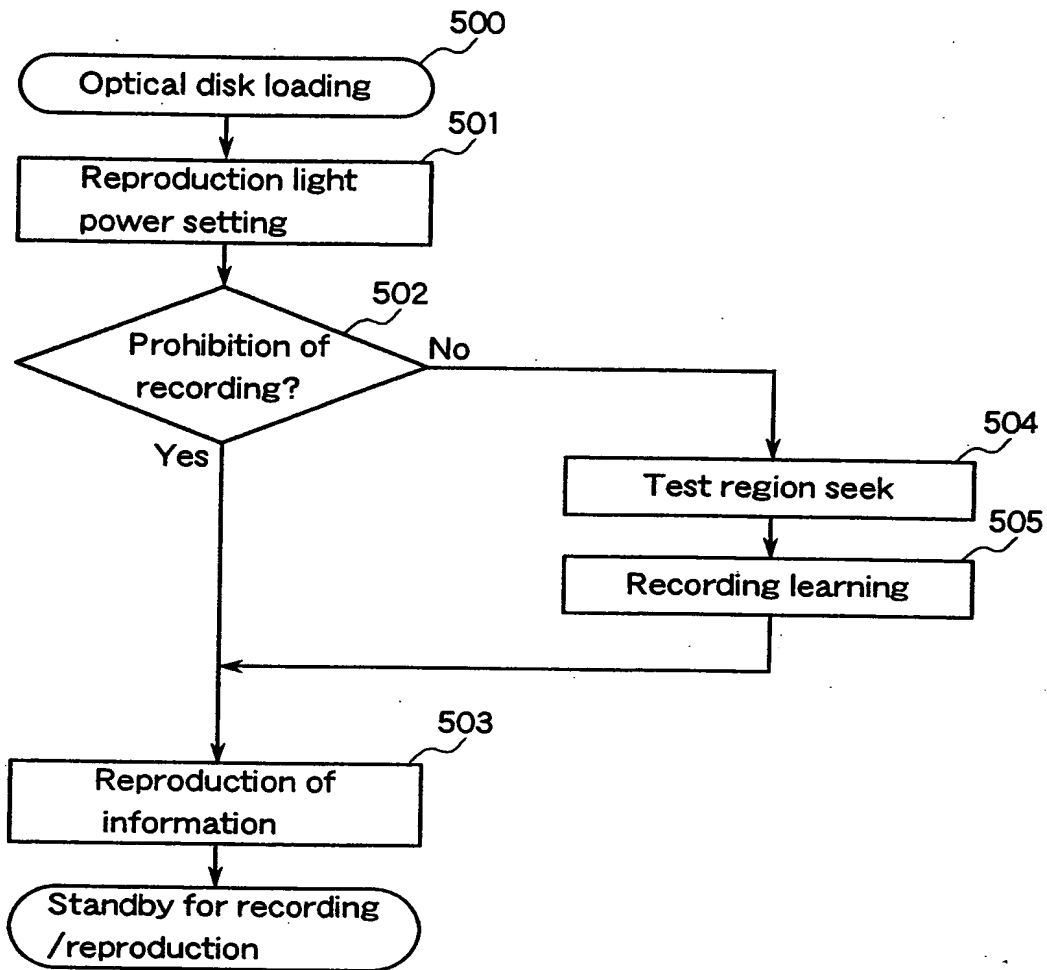 500
Optical disk loading
501
Reproduction light
power setting
502
Prohibition of
recording?
No
Yes
504
Test region seek
505
Recording learning
503
Reproduction of
information
Standby for recording
/reproduction